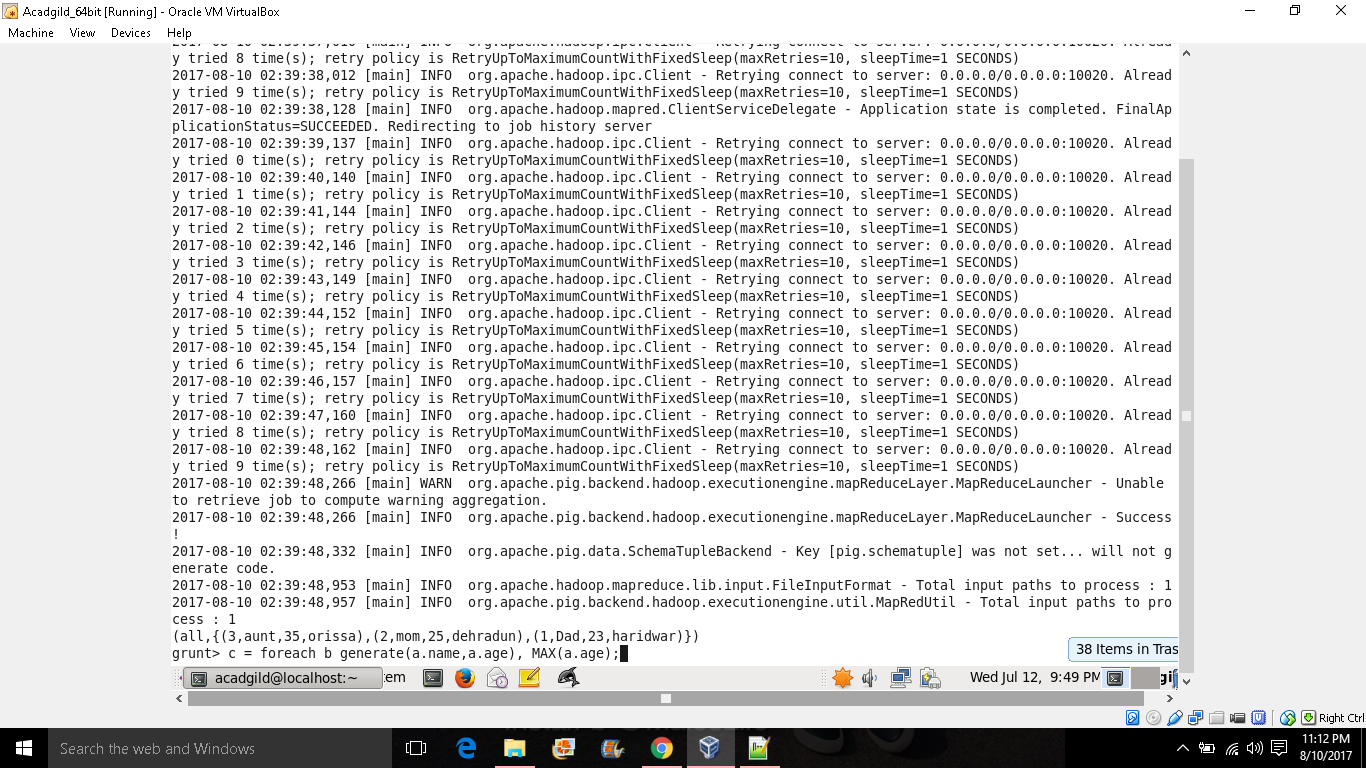 Acadgild_64bit [Running] - Oracle VM VirtualBox
Machine View Devices Help
y tried 8 time(s); retry policy is RetryUpToMaximumCountWithFixedSleep(maxRetries=10, sleepTime=1 SECONDS)
2017-08-10 02:39:38,012 [main] INFO  org.apache.hadoop.ipc.Client - Retrying connect to server: 0.0.0.0/0.0.0.0:10020. Alread
y tried 9 time(s); retry policy is RetryUpToMaximumCountWithFixedSleep(maxRetries=10, sleepTime=1 SECONDS)
2017-08-10 02:39:38,128 [main] INFO  org.apache.hadoop.mapred.ClientServiceDelegate - Application state is completed. FinalAp
plicationStatus=SUCCEEDED. Redirecting to job history server
2017-08-10 02:39:39,137 [main] INFO  org.apache.hadoop.ipc.Client - Retrying connect to server: 0.0.0.0/0.0.0.0:10020. Alread
y tried 0 time(s); retry policy is RetryUpToMaximumCountWithFixedSleep(maxRetries=10, sleepTime=1 SECONDS)
2017-08-10 02:39:40,140 [main] INFO  org.apache.hadoop.ipc.Client - Retrying connect to server: 0.0.0.0/0.0.0.0:10020. Alread
y tried 1 time(s); retry policy is RetryUpToMaximumCountWithFixedSleep(maxRetries=10, sleepTime=1 SECONDS)
2017-08-10 02:39:41,144 [main] INFO  org.apache.hadoop.ipc.Client - Retrying connect to server: 0.0.0.0/0.0.0.0:10020. Alread
y tried 2 time(s); retry policy is RetryUpToMaximumCountWithFixedSleep(maxRetries=10, sleepTime=1 SECONDS)
2017-08-10 02:39:42,146 [main] INFO  org.apache.hadoop.ipc.Client - Retrying connect to server: 0.0.0.0/0.0.0.0:10020. Alread
y tried 3 time(s); retry policy is RetryUpToMaximumCountWithFixedSleep(maxRetries=10, sleepTime=1 SECONDS)
2017-08-10 02:39:43,149 [main] INFO  org.apache.hadoop.ipc.Client - Retrying connect to server: 0.0.0.0/0.0.0.0:10020. Alread
y tried 4 time(s); retry policy is RetryUpToMaximumCountWithFixedSleep(maxRetries=10, sleepTime=1 SECONDS)
2017-08-10 02:39:44,152 [main] INFO  org.apache.hadoop.ipc.Client - Retrying connect to server: 0.0.0.0/0.0.0.0:10020. Alread
y tried 5 time(s); retry policy is RetryUpToMaximumCountWithFixedSleep(maxRetries=10, sleepTime=1 SECONDS)
2017-08-10 02:39:45,154 [main] INFO  org.apache.hadoop.ipc.Client - Retrying connect to server: 0.0.0.0/0.0.0.0:10020. Alread
y tried 6 time(s); retry policy is RetryUpToMaximumCountWithFixedSleep(maxRetries=10, sleepTime=1 SECONDS)
2017-08-10 02:39:46,157 [main] INFO  org.apache.hadoop.ipc.Client - Retrying connect to server: 0.0.0.0/0.0.0.0:10020. Alread
y tried 7 time(s); retry policy is RetryUpToMaximumCountWithFixedSleep(maxRetries=10, sleepTime=1 SECONDS)
2017-08-10 02:39:47,160 [main] INFO  org.apache.hadoop.ipc.Client - Retrying connect to server: 0.0.0.0/0.0.0.0:10020. Alread
y tried 8 time(s); retry policy is RetryUpToMaximumCountWithFixedSleep(maxRetries=10, sleepTime=1 SECONDS)
2017-08-10 02:39:48,162 [main] INFO  org.apache.hadoop.ipc.Client - Retrying connect to server: 0.0.0.0/0.0.0.0:10020. Alread
y tried 9 time(s); retry policy is RetryUpToMaximumCountWithFixedSleep(maxRetries=10, sleepTime=1 SECONDS)
2017-08-10 02:39:48,266 [main] WARN  org.apache.pig.backend.hadoop.executionengine.mapReduceLayer.MapReduceLauncher - Unable
to retrieve job to compute warning aggregation.
2017-08-10 02:39:48,266 [main] INFO  org.apache.pig.backend.hadoop.executionengine.mapReduceLayer.MapReduceLauncher - Success
!
2017-08-10 02:39:48,332 [main] INFO  org.apache.pig.data.SchemaTupleBackend - Key [pig.schematuple] was not set... will not g
enerate code.
2017-08-10 02:39:48,953 [main] INFO  org.apache.hadoop.mapreduce.lib.input.FileInputFormat - Total input paths to process : 1
2017-08-10 02:39:48,957 [main] INFO  org.apache.pig.backend.hadoop.executionengine.util.MapRedUtil - Total input paths to pro
cess : 1
(all,{(3,aunt,35,orissa),(2,mom,25,dehradun),(1,Dad,23,haridwar)})
grunt> c = foreach b generate(a.name,a.age), MAX(a.age);
38 Items in Tras
acadgild@localhost:~ Wed Jul 12, 9:49 PM
Right Ctrl
Search the web and Windows
11:12 PM
8/10/2017